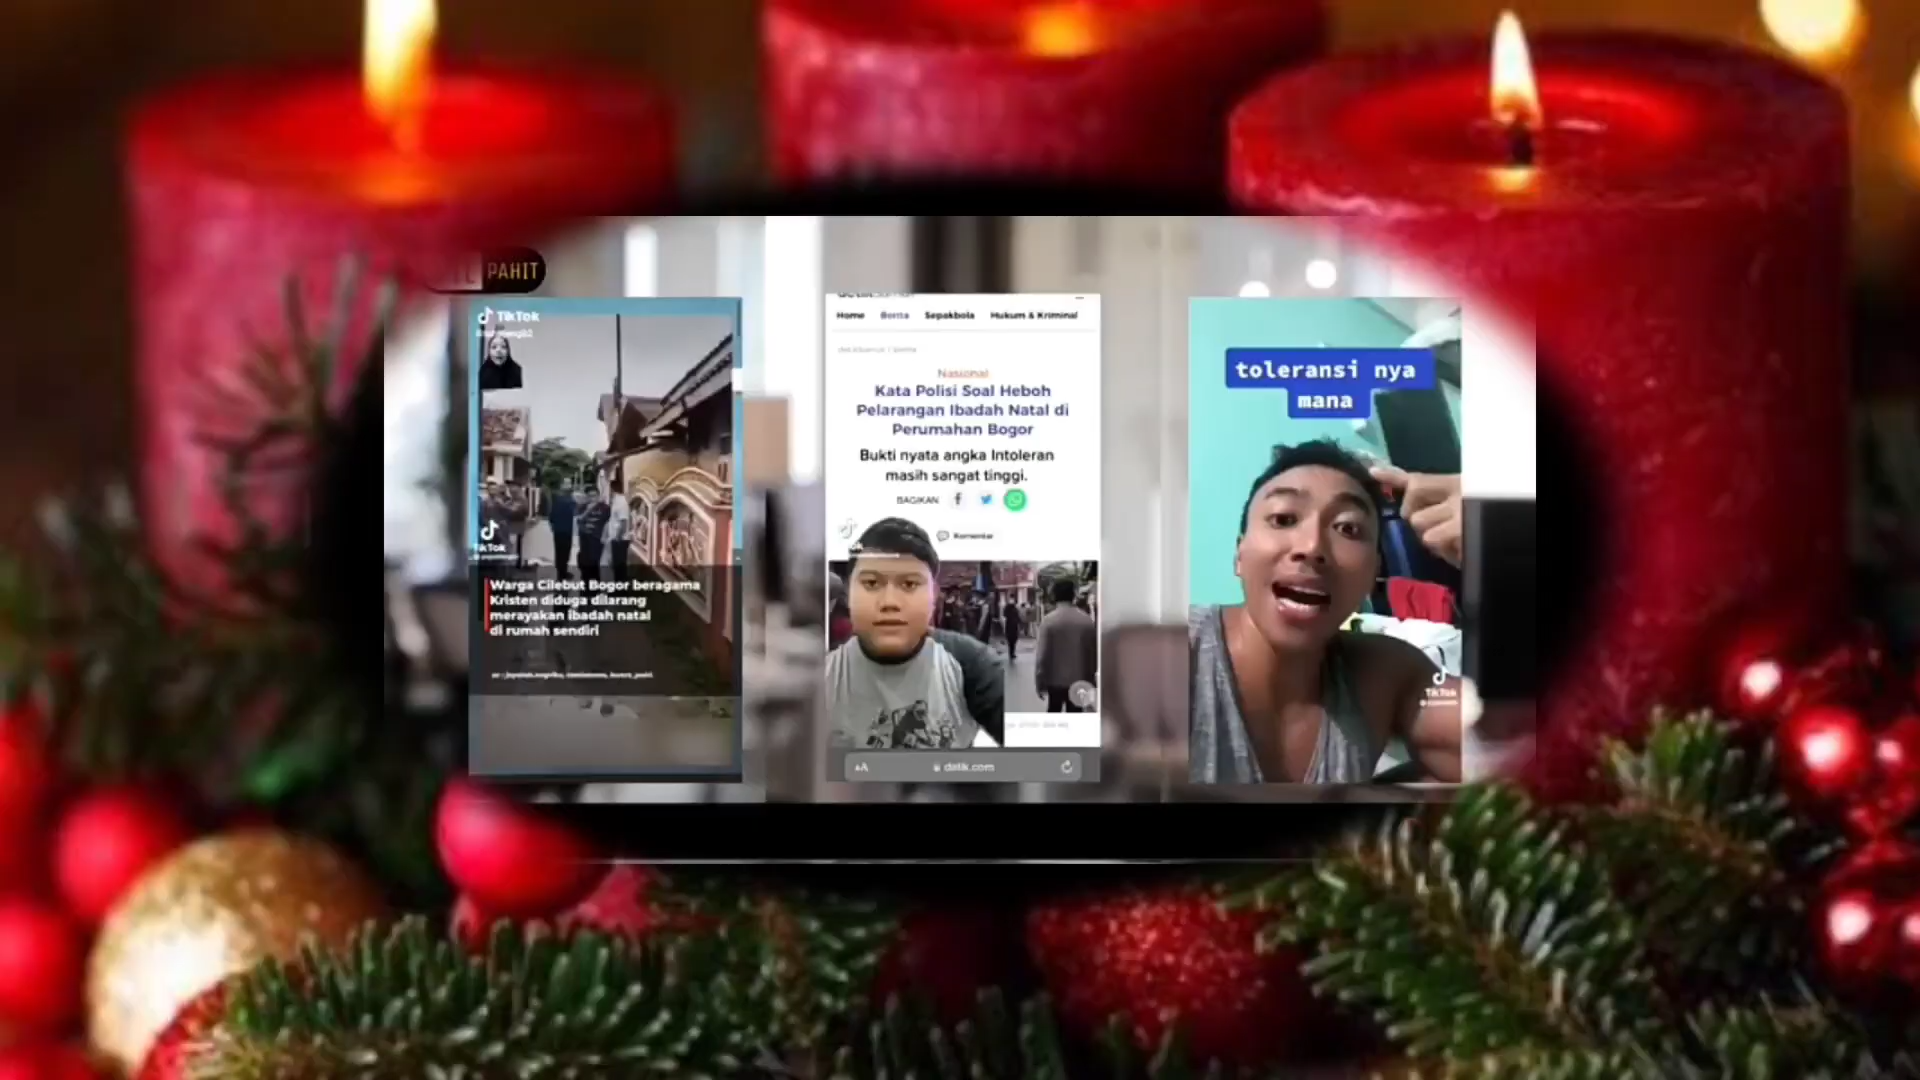 PAHIT
TikTok
TikTok
Warga Cilebut Bogor beragama
Kristen diduga dilarang
merayakan ibadah natal
di rumah sendiri
Home Berita Sepakbola Hukum & Kriminal
Nasional
Kata Polisi Soal Heboh
Pelarangan Ibadah Natal di
Perumahan Bogor
Bukti nyata angka Intoleran
masih sangat tinggi.
BAGIKAN
Komentar
AA detik.com
toleransi nya
mana
TikTok